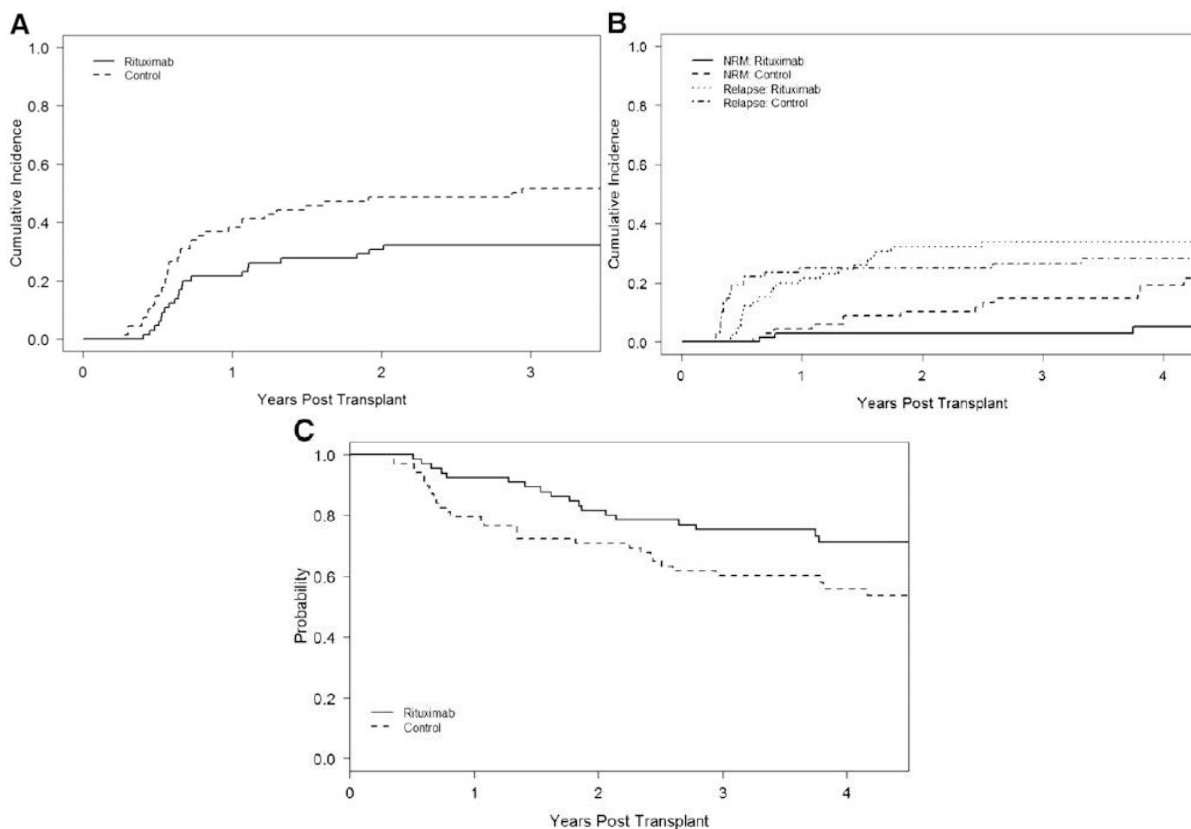 A
1.0
0.8
0.6
0.4
0.2
0.0
Cumulative Incidence
Rituximab
Control
0 1 2 3
Years Post Transplant
B
1.0
0.8
0.6
0.4
0.2
0.0
Cumulative Incidence
NRM: Rituximab
NRM: Control
Relapse: Rituximab
Relapse: Control
0 1 2 3 4
Years Post Transplant
C
1.0
0.8
0.6
0.4
0.2
0.0
Probability
Rituximab
Control
0 1 2 3 4
Years Post Transplant